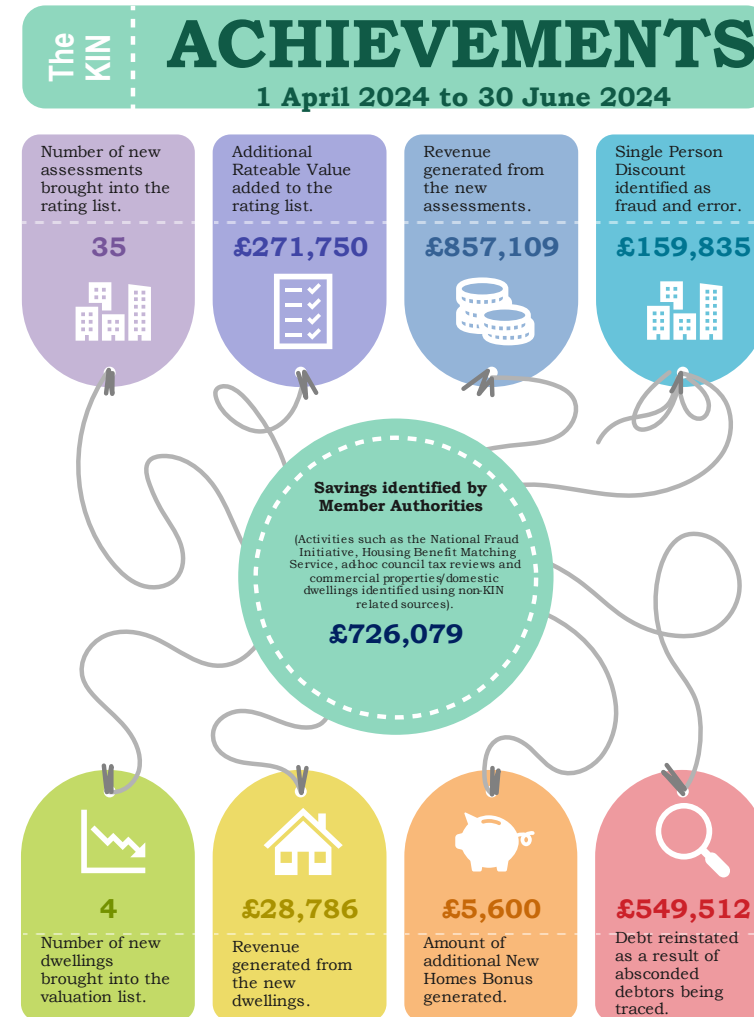 The
KIN
ACHIEVEMENTS
1 April 2024 to 30 June 2024
Number of new
assessments
brought into the
rating list.
35
Additional
Rateable Value
added to the
rating list.
£271,750
Revenue
generated from
the new
assessments.
£857,109
Single Person
Discount
identified as
fraud and error.
£159,835
Savings identified by
Member Authorities
(Activities such as the National Fraud
Initiative, Housing Benefit Matching
Service, ad-hoc council tax reviews and
commercial properties/domestic
dwellings identified using non-KIN
related sources).
£726,079
4
Number of new
dwellings
brought into the
valuation list.
£28,786
Revenue
generated from
the new
dwellings.
£5,600
Amount of
additional New
Homes Bonus
generated.
£549,512
Debt reinstated
as a result of
absconded
debtors being
traced.